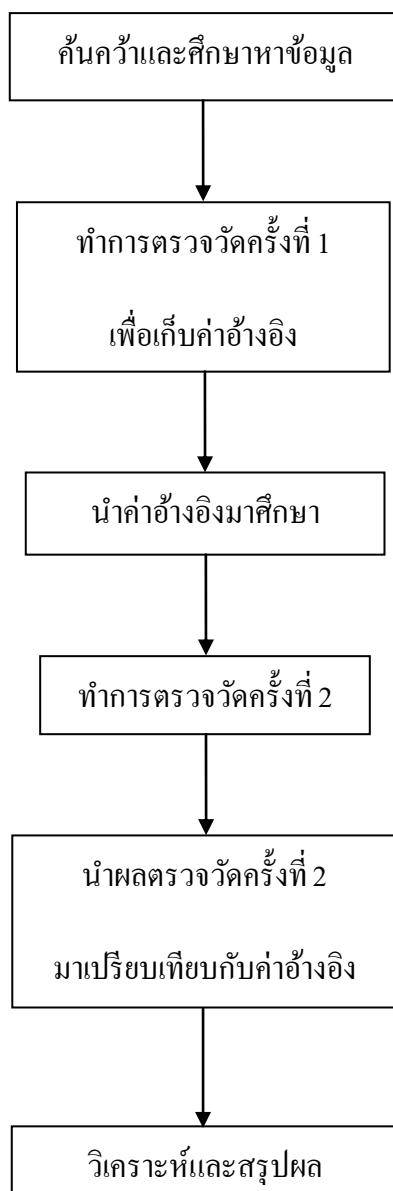 ค้นคว้าและศึกษาหาข้อมูล
ทำการตรวจวัดครั้งที่ 1
เพื่อเก็บค่าอ้างอิง
นำค่าอ้างอิงมาศึกษา
ทำการตรวจวัดครั้งที่ 2
นำผลตรวจวัดครั้งที่ 2
มาเปรียบเทียบกับค่าอ้างอิง
วิเคราะห์และสรุปผล